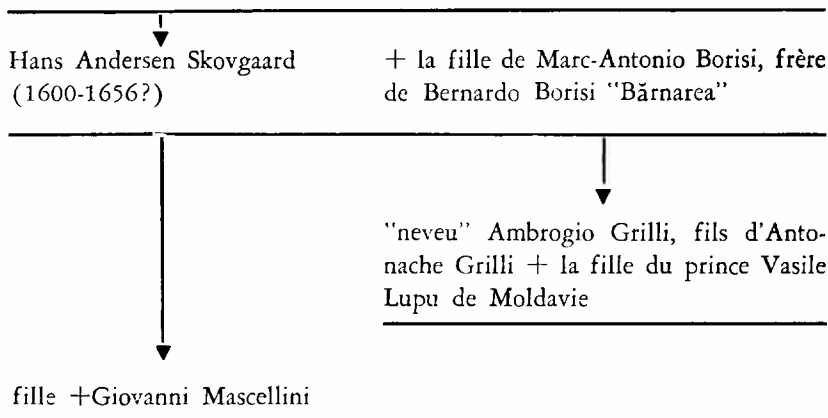 Hans Andersen Skovgaard
(1600-1656?)
+ la fille de Marc-Antonio Borisi, frère
de Bernardo Borisi "Bărnarea"
"neveu" Ambrogio Grilli, fils d'Anto-
nache Grilli + la fille du prince Vasile
Lupu de Moldavie
fille +Giovanni Mascellini